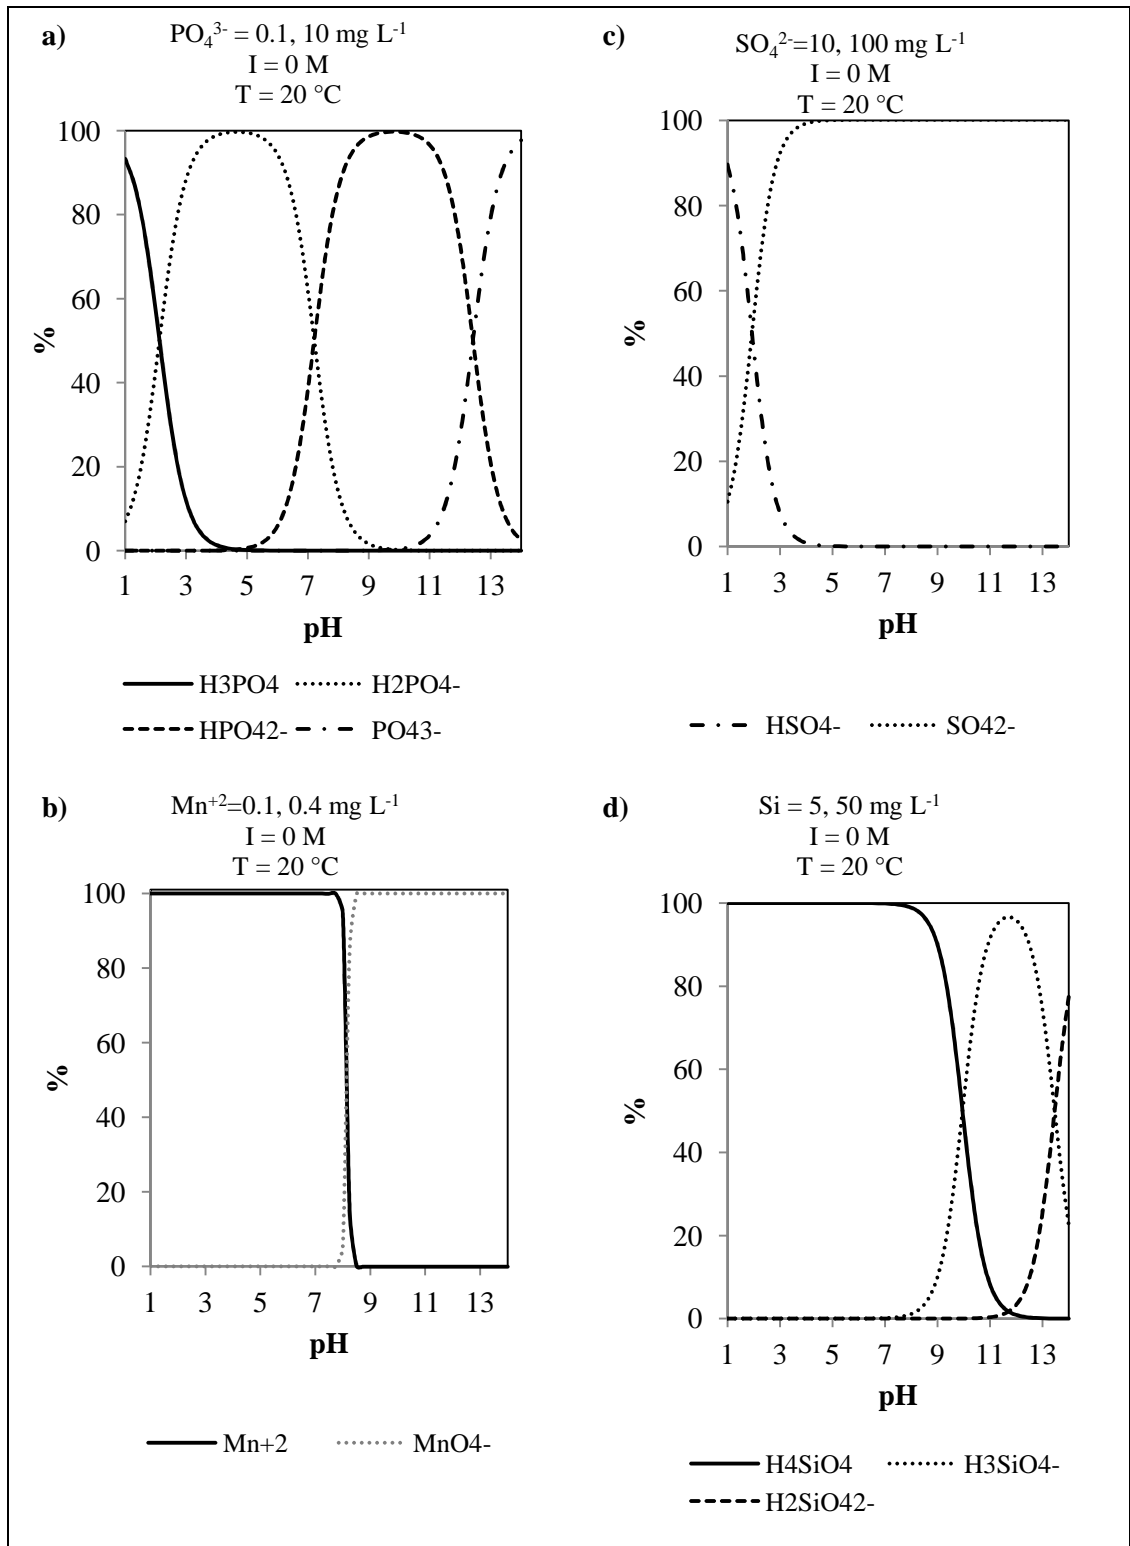 a)
PO₄³⁻ = 0.1, 10 mg L⁻¹
I = 0 M
T = 20 °C
100
80
60
40
20
0
%
1 3 5 7 9 11 13
pH
H3PO4 H2PO4-
HPO42- PO43-
b)
Mn⁺²=0.1, 0.4 mg L⁻¹
I = 0 M
T = 20 °C
100
80
60
40
20
0
%
1 3 5 7 9 11 13
pH
Mn+2 MnO4-
c)
SO₄²⁻=10, 100 mg L⁻¹
I = 0 M
T = 20 °C
100
80
60
40
20
0
%
1 3 5 7 9 11 13
pH
HSO4- SO42-
d)
Si = 5, 50 mg L⁻¹
I = 0 M
T = 20 °C
100
80
60
40
20
0
%
1 3 5 7 9 11 13
pH
H4SiO4 H3SiO4-
H2SiO42-